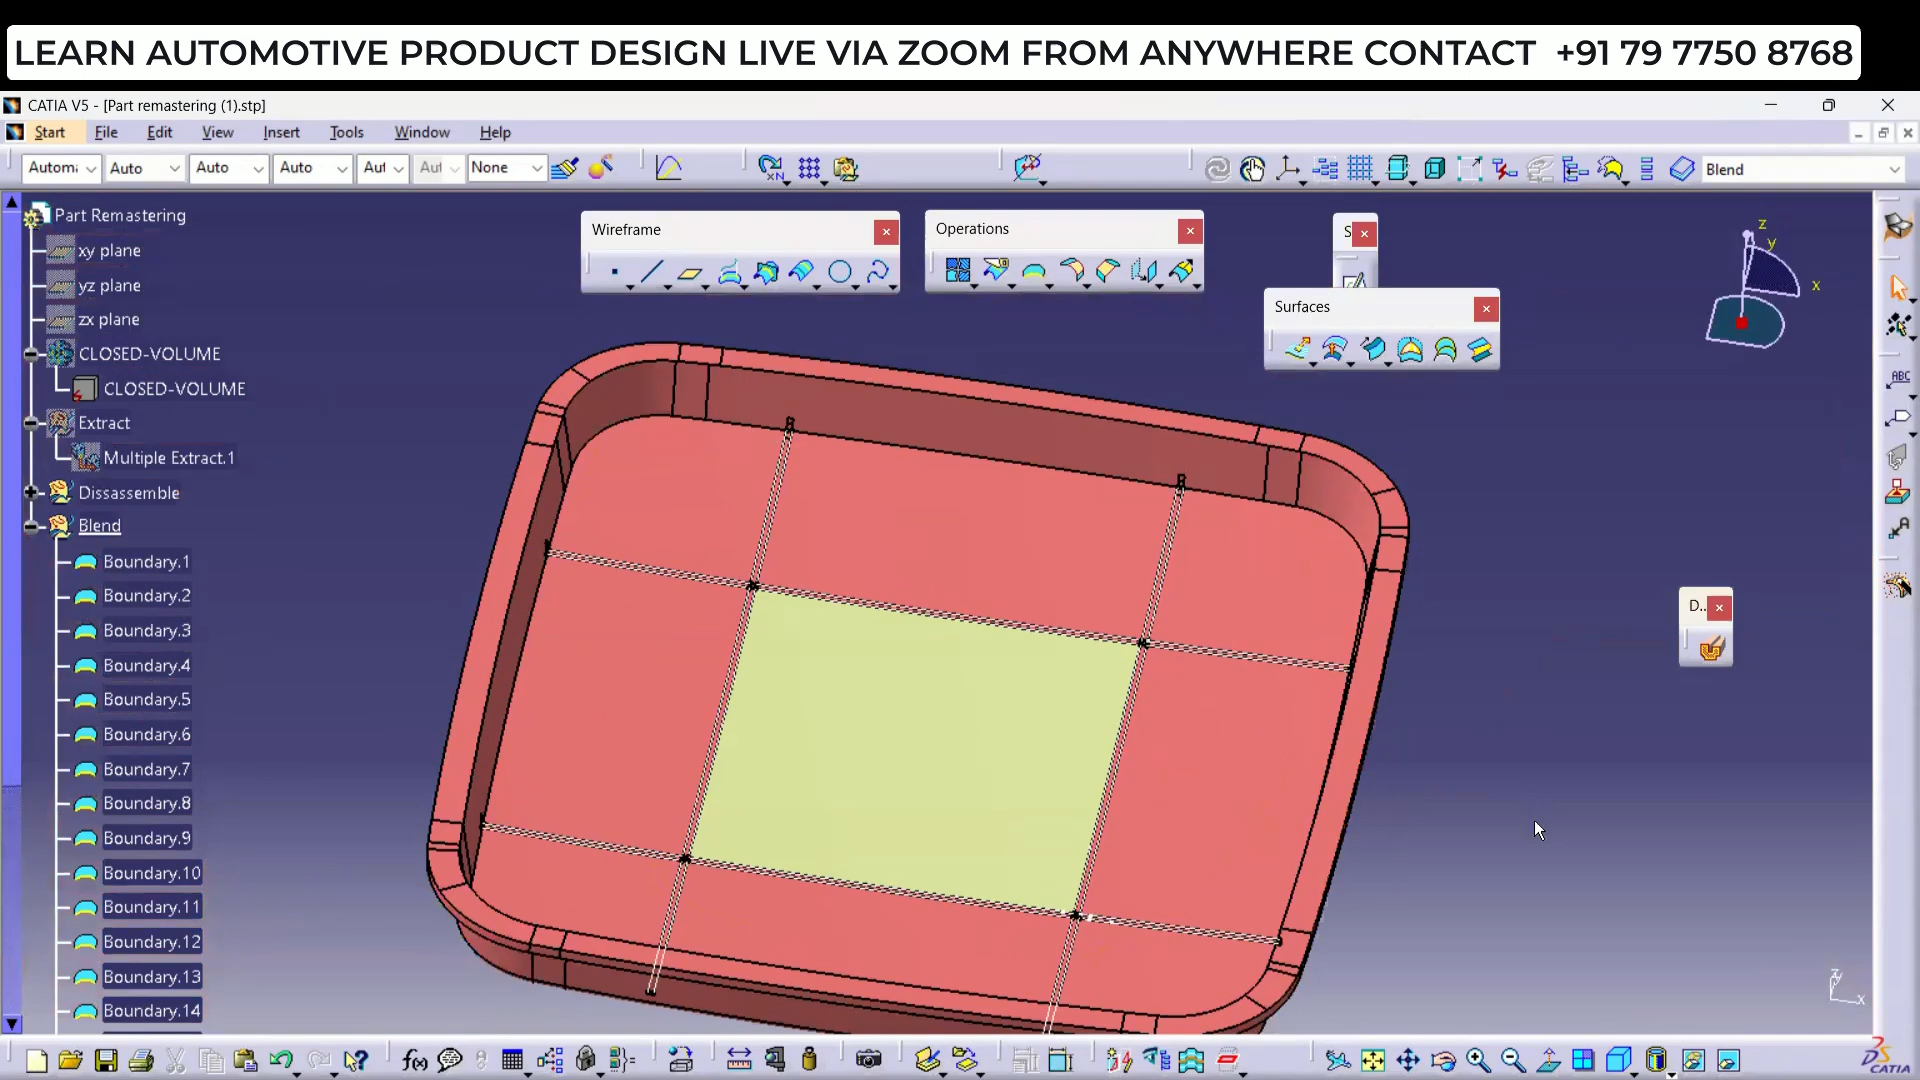 LEARN AUTOMOTIVE PRODUCT DESIGN LIVE VIA ZOOM FROM ANYWHERE CONTACT +91 79 7750 8768
CATIA V5 - [Part remastering (1).stp]
Start File Edit View Insert Tools Window Help
Auto Auto Auto Aut None Blend
Part Remastering
xy plane
yz plane
zx plane
CLOSED-VOLUME
CLOSED-VOLUME
Extract
Multiple Extract.1
Dissassemble
Blend
Boundary.1
Boundary.2
Boundary.3
Boundary.4
Boundary.5
Boundary.6
Boundary.7
Boundary.8
Boundary.9
Boundary.10
Boundary.11
Boundary.12
Boundary.13
Boundary.14
Wireframe
Operations
S
Surfaces
D..
z
y
x
ABC
f(x)
x
CATIA